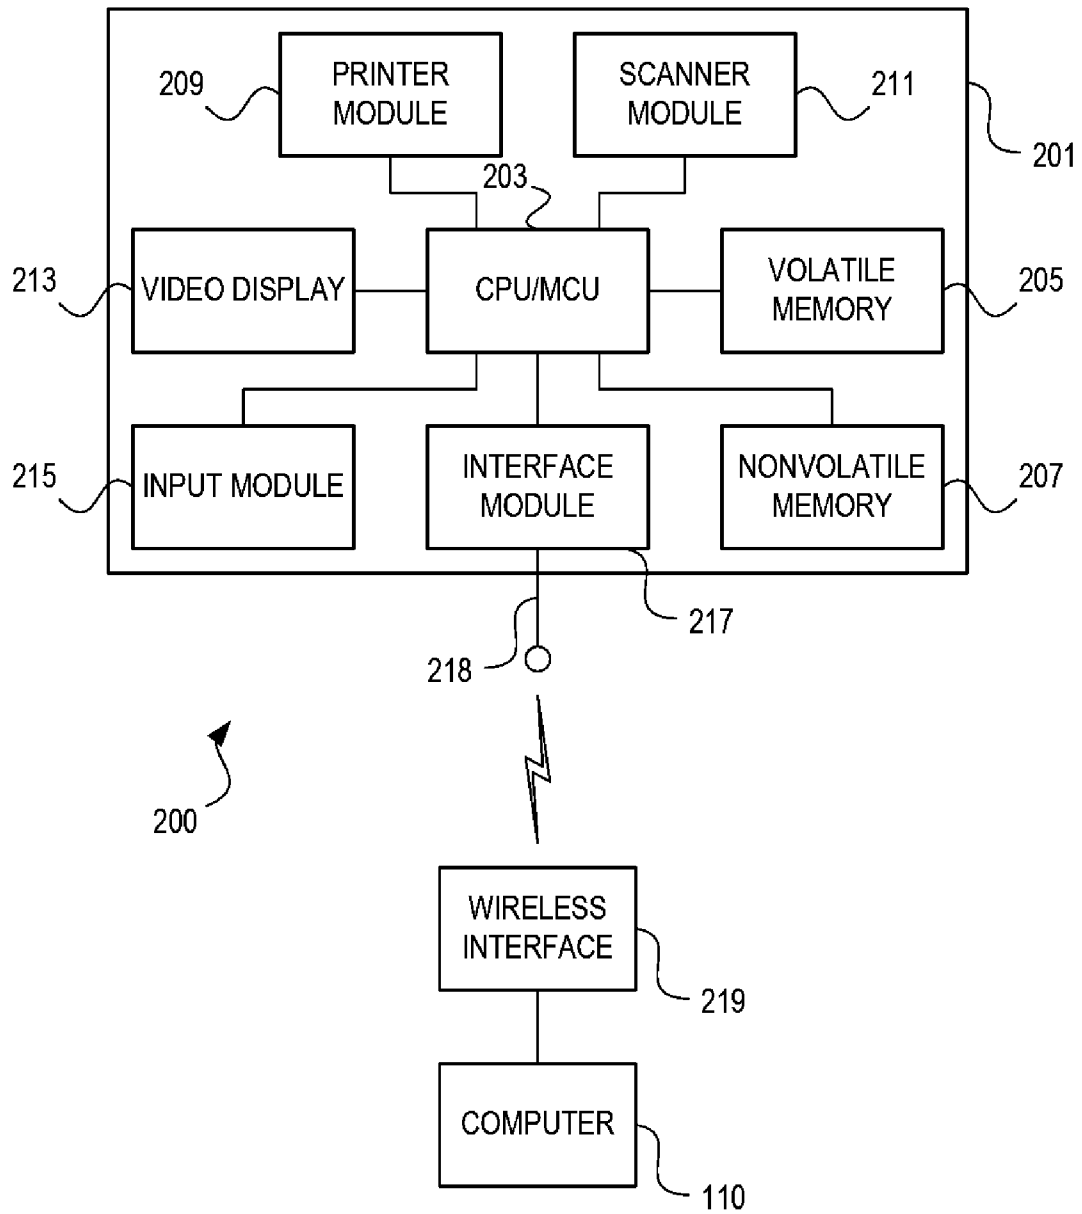 PRINTER
MODULE
209
SCANNER
MODULE
211
201
203
213
VIDEO DISPLAY
CPU/MCU
VOLATILE
MEMORY
205
215
INPUT MODULE
INTERFACE
MODULE
NONVOLATILE
MEMORY
207
217
218
200
WIRELESS
INTERFACE
219
COMPUTER
110